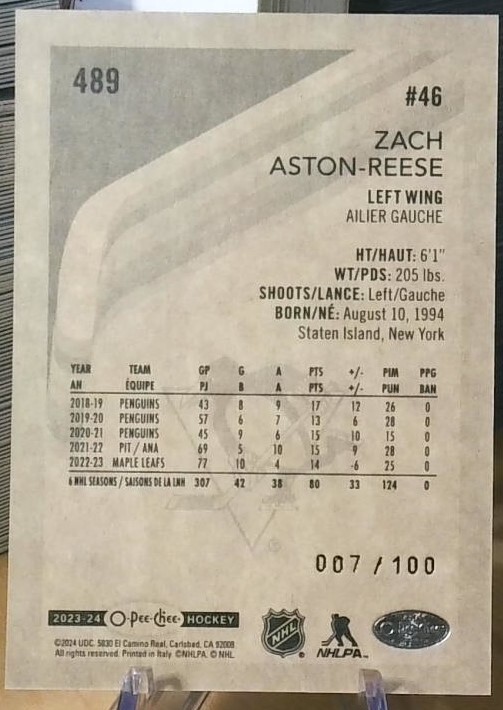 489
#46
ZACH
ASTON-REESE
LEFT WING
AILIER GAUCHE
HT/HAUT: 6'1"
WT/PDS: 205 lbs.
SHOOTS/LANCE: Left/Gauche
BORN/NÉ: August 10, 1994
Staten Island, New York
YEAR TEAM GP G A PTS +/- PIM PPG
AN ÉQUIPE PJ B A PTS +/- PUN BAN
2018-19 PENGUINS 43 8 9 17 12 26 0
2019-20 PENGUINS 57 6 7 13 6 28 0
2020-21 PENGUINS 45 9 6 15 10 15 0
2021-22 PIT / ANA 69 5 10 15 9 28 0
2022-23 MAPLE LEAFS 77 10 4 14 -6 25 0
6 NHL SEASONS / SAISONS DE LA LNH 307 42 38 80 33 124 0
007 / 100
2023-24 O-Pee-Chee HOCKEY
©2024 UDC. 5830 El Camino Real, Carlsbad, CA 92008.
All rights reserved. Printed in Italy. ©NHLPA. © NHL.
NHL
NHLPA